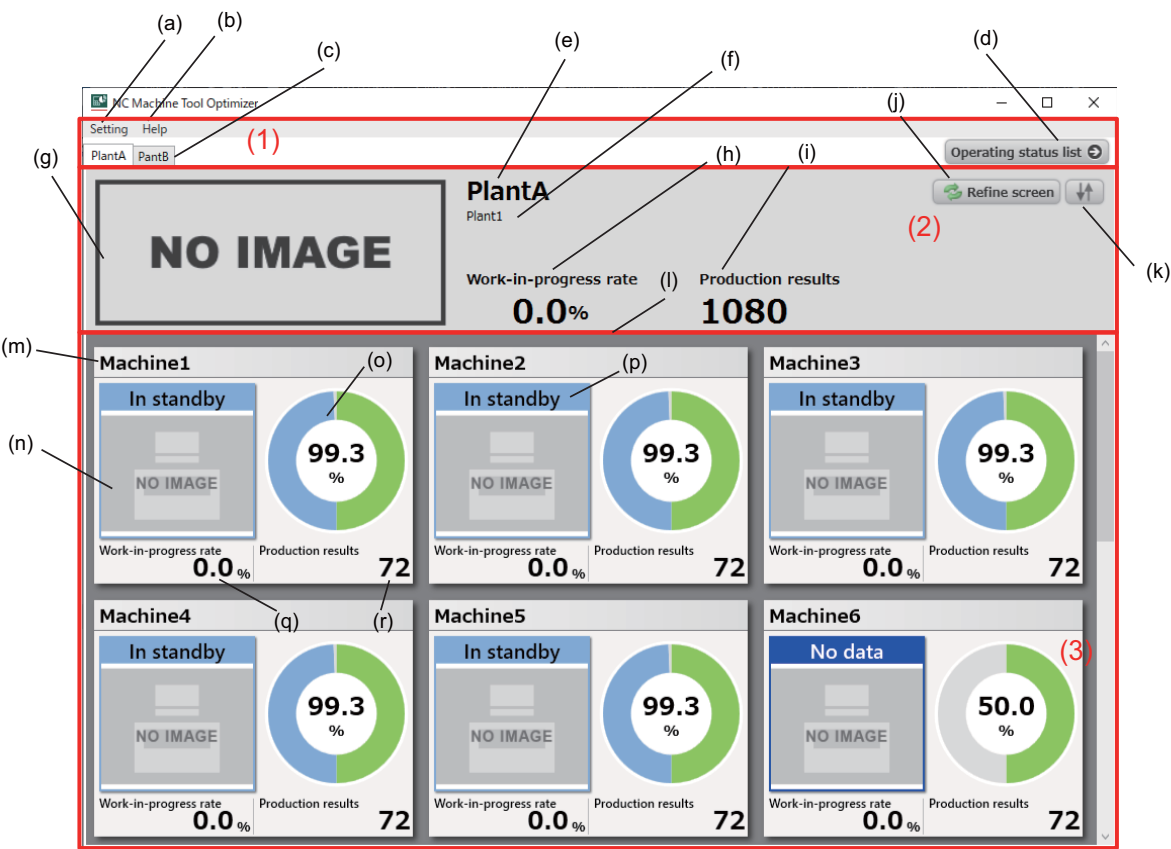 (a)
(b)
(c)
(e)
(f)
(d)
NC Machine Tool Optimizer
(j)
Setting Help
(1)
(g)
PlantA PantB
(h)
(i)
Operating status list
PlantA
Plant1
Refine screen
(2)
NO IMAGE
(k)
Work-in-progress rate
0.0%
(l)
Production results
1080
(m)
Machine1
(o)
In standby
99.3
%
(n)
NO IMAGE
Work-in-progress rate
0.0 %
Production results
72
(q)
(r)
Machine2
(p)
In standby
99.3
%
NO IMAGE
Work-in-progress rate
0.0 %
Production results
72
Machine3
In standby
99.3
%
NO IMAGE
Work-in-progress rate
0.0 %
Production results
72
Machine4
In standby
99.3
%
NO IMAGE
Work-in-progress rate
0.0 %
Production results
72
Machine5
In standby
99.3
%
NO IMAGE
Work-in-progress rate
0.0 %
Production results
72
Machine6
(3)
No data
50.0
%
NO IMAGE
Work-in-progress rate
0.0 %
Production results
72